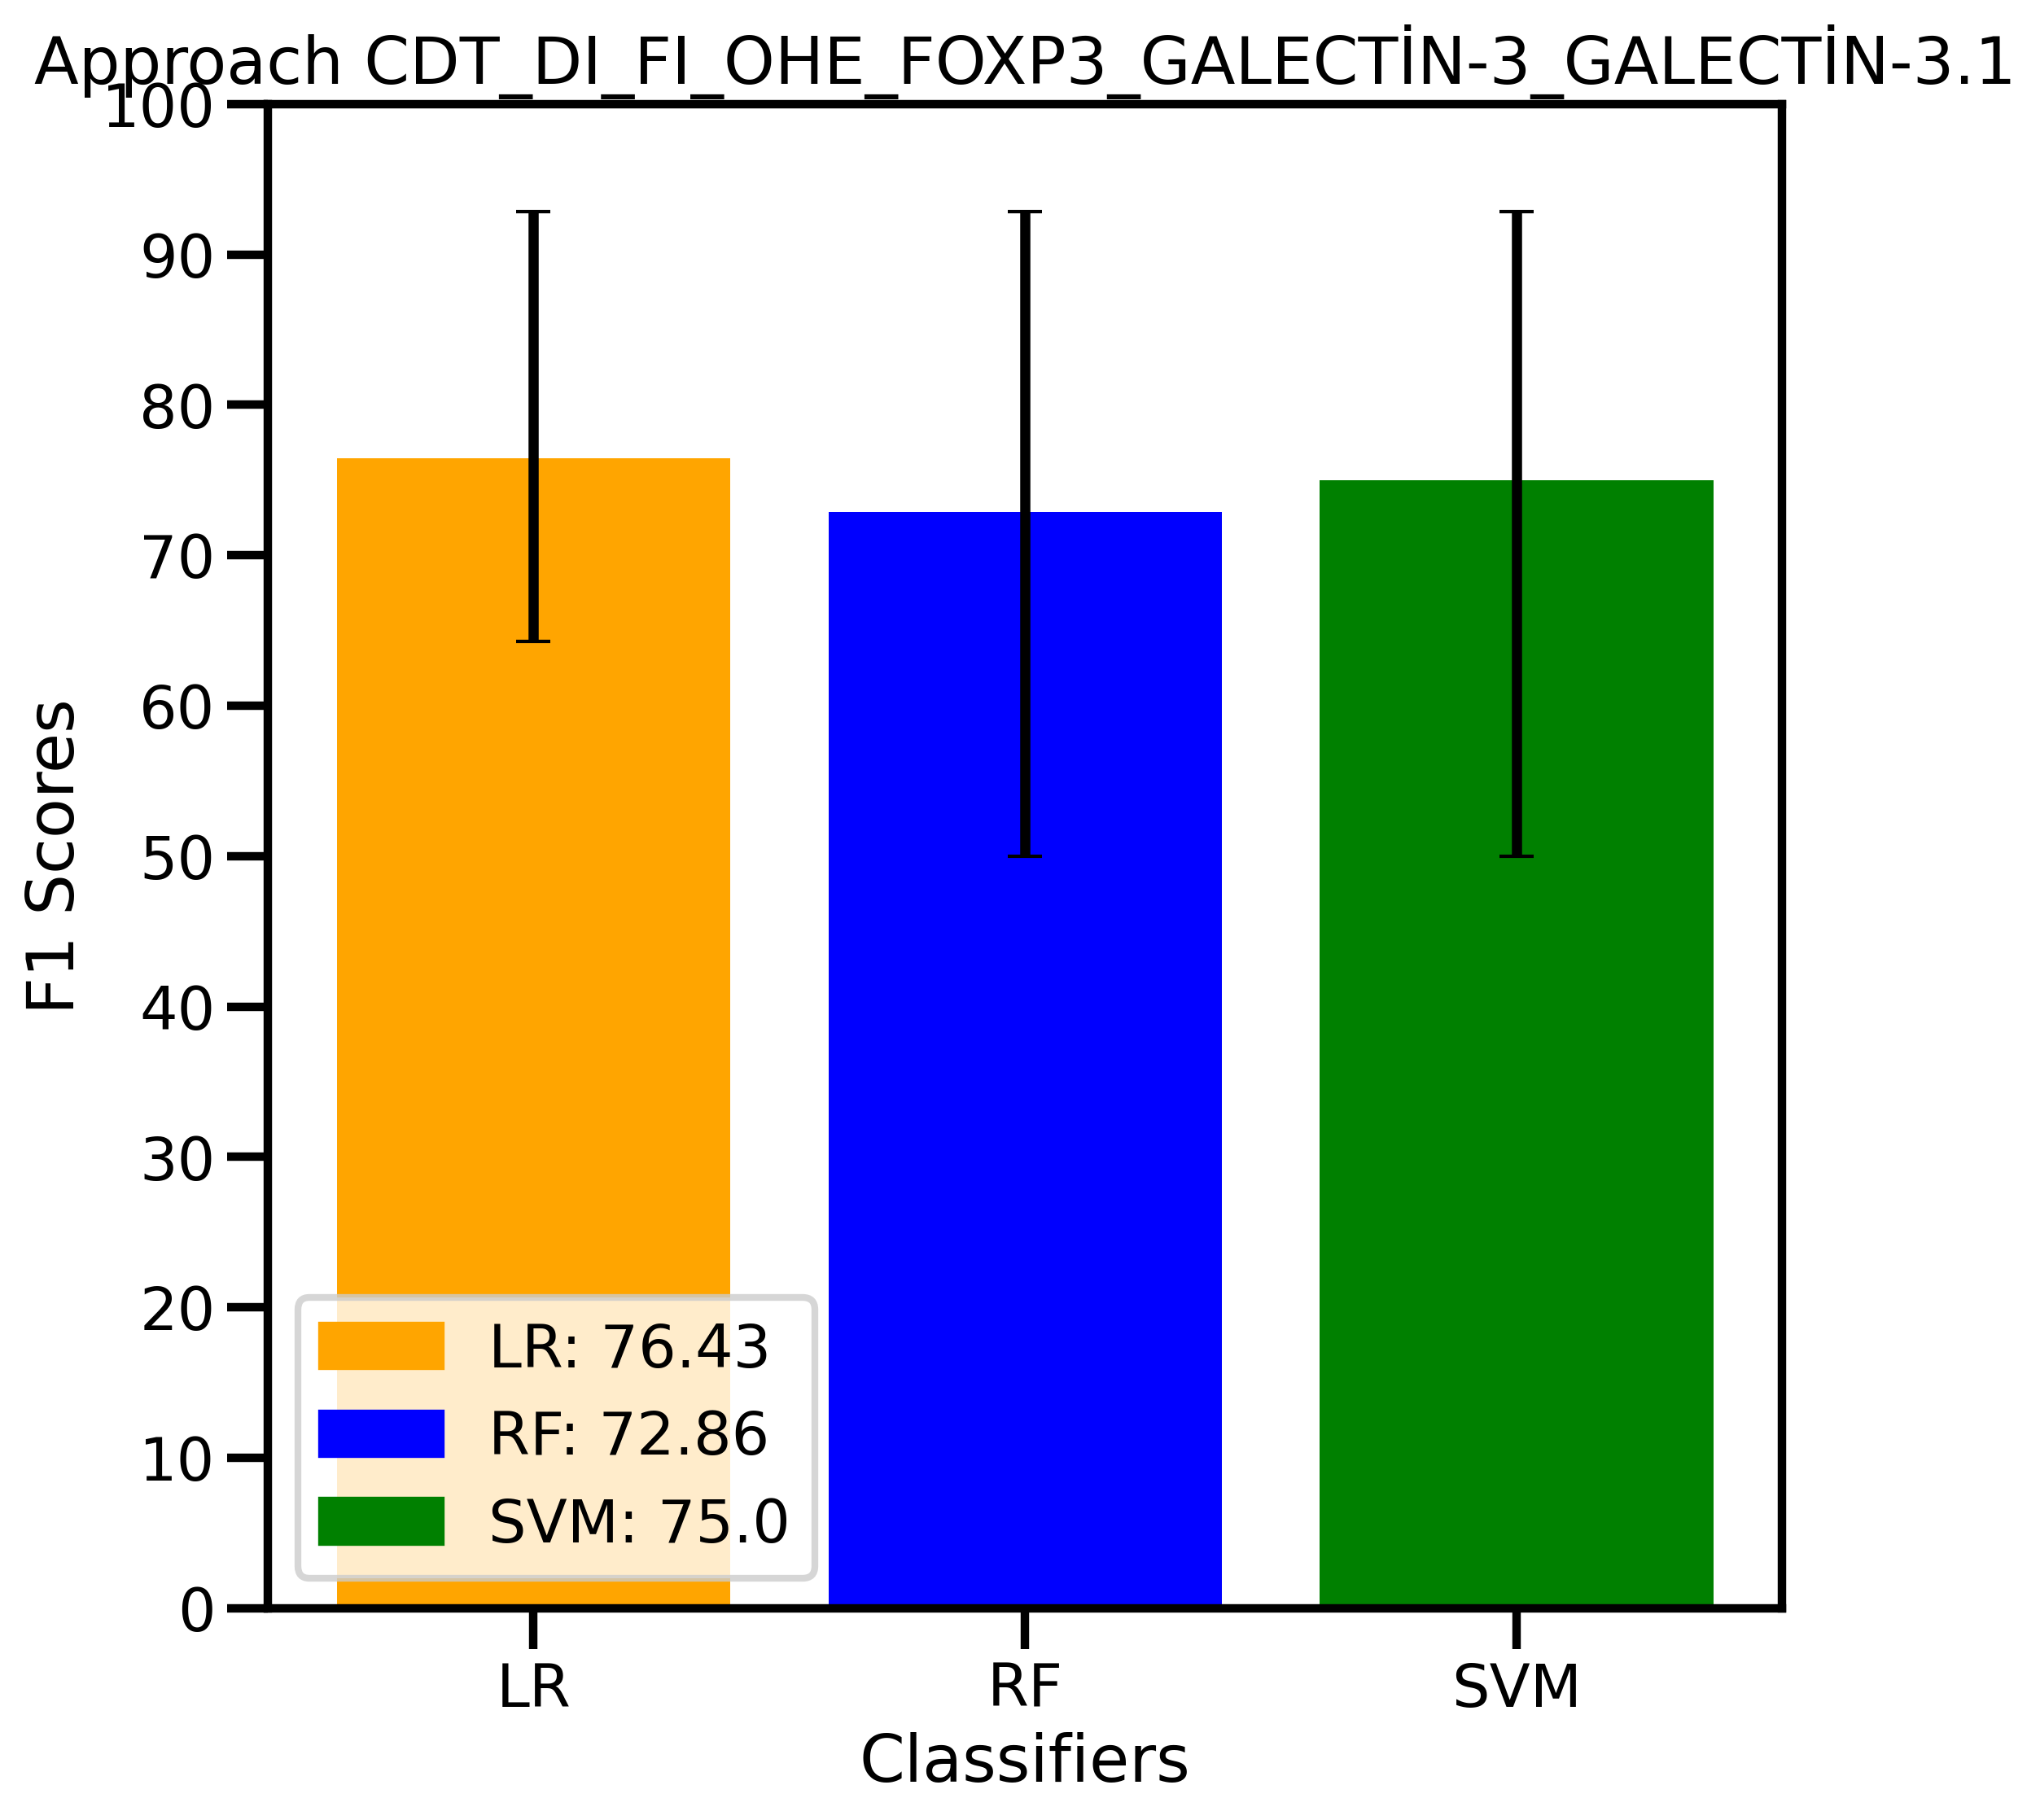 Approach CDT_DI_FI_OHE_FOXP3_GALECTİN-3_GALECTİN-3.1
100
90
80
70
60
50
40
30
20
10
0
F1 Scores
LR: 76.43
RF: 72.86
SVM: 75.0
LR
RF
SVM
Classifiers